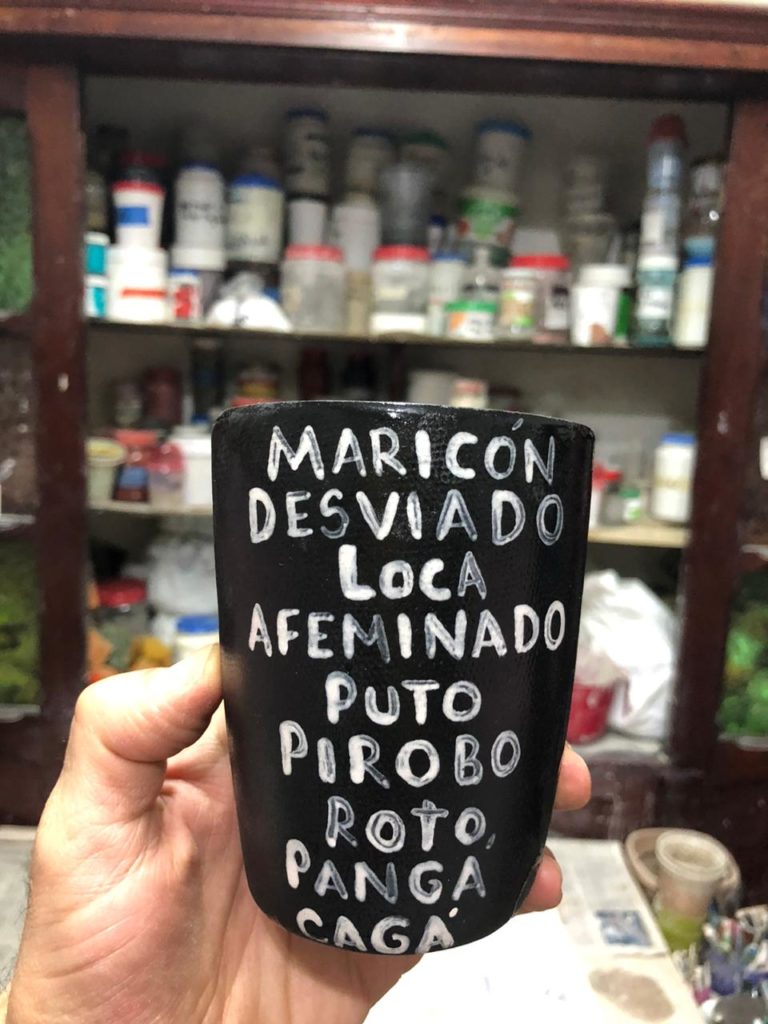 MARICÓN
DESVIADO
LOCA
AFEMINADO
PUTO
PIROBO
ROTO,
PANGA
CAGÁ